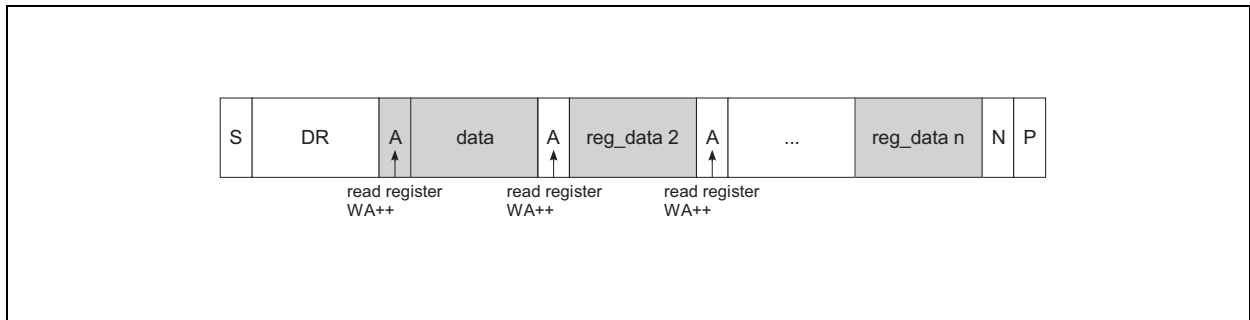 S DR A data A reg_data 2 A ... reg_data n N P
read register read register read register
WA++ WA++ WA++